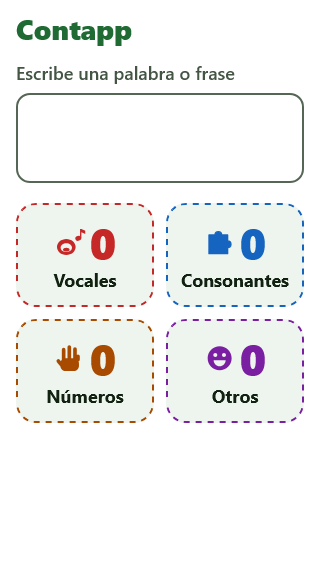 Contapp
Escribe una palabra o frase
0
Vocales
0
Consonantes
0
Números
0
Otros